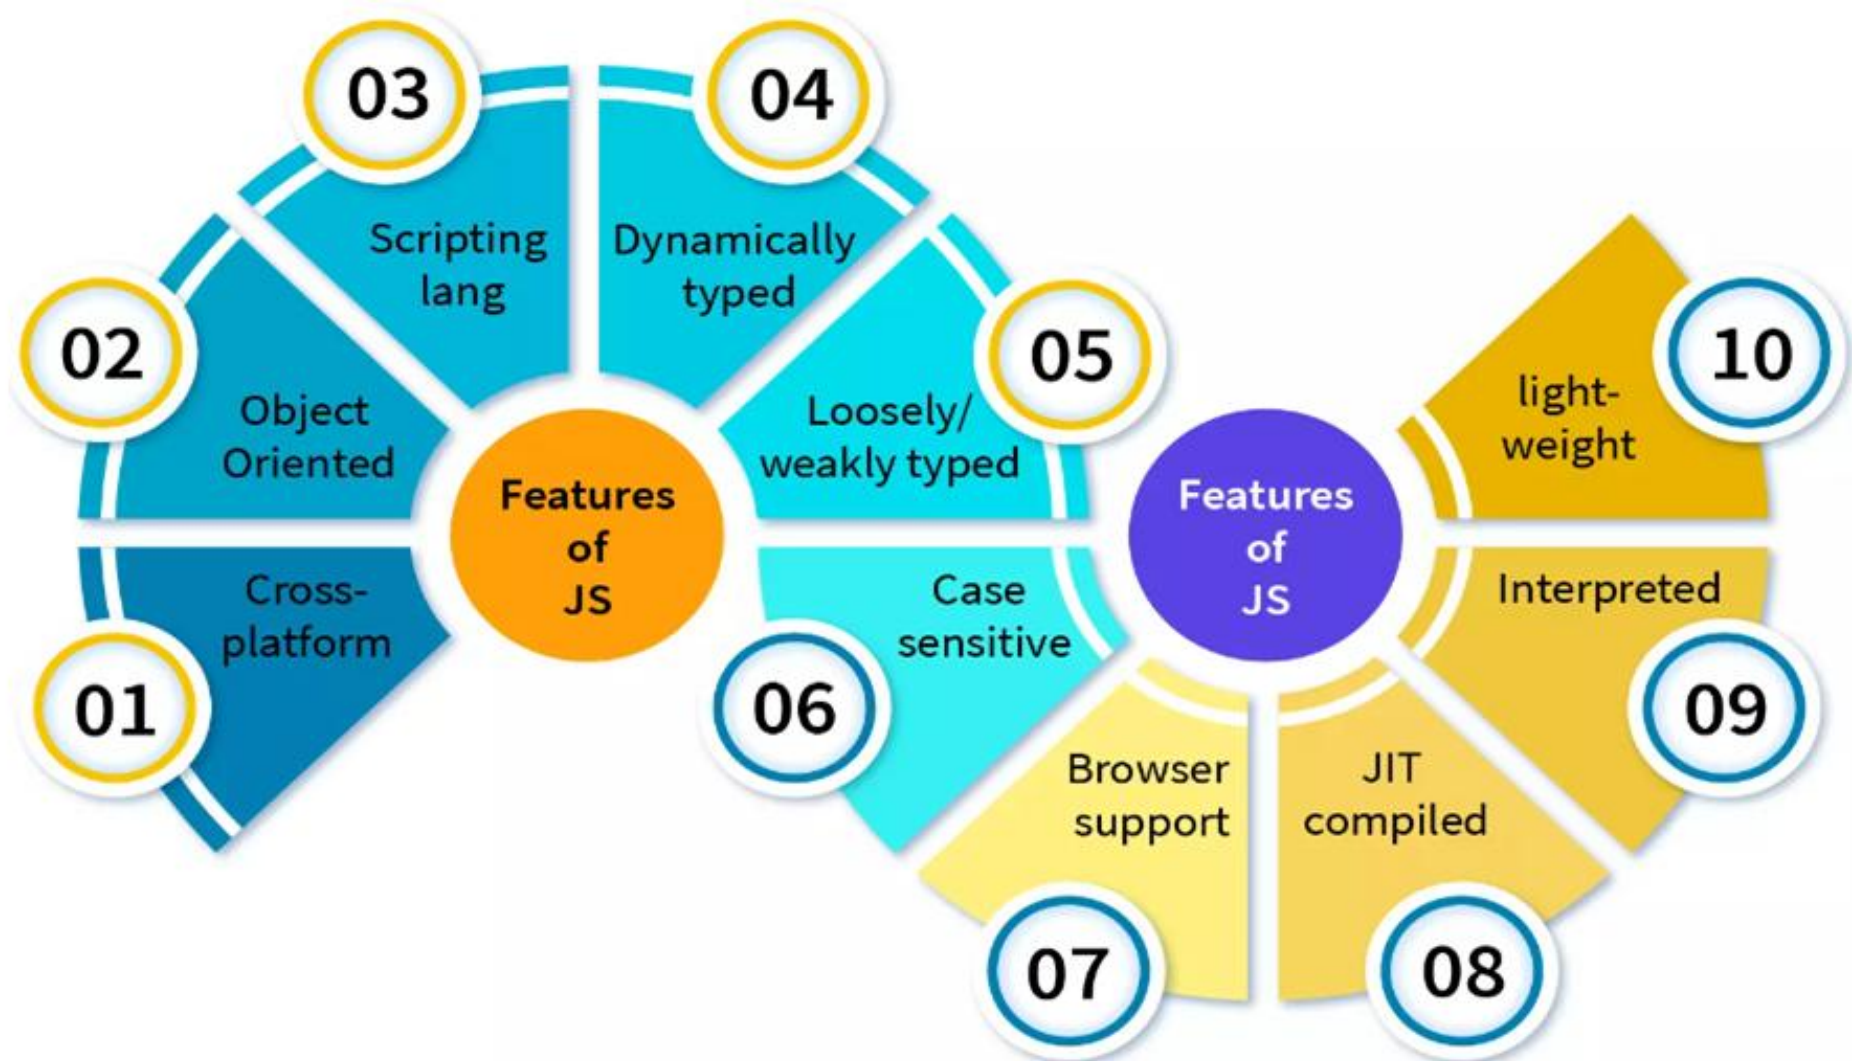 01
Cross-
platform
02
Object
Oriented
03
Scripting
lang
04
Dynamically
typed
05
Loosely/
weakly typed
Features
of
JS
06
Case
sensitive
07
Browser
support
08
JIT
compiled
09
Interpreted
10
light-
weight
Features
of
JS